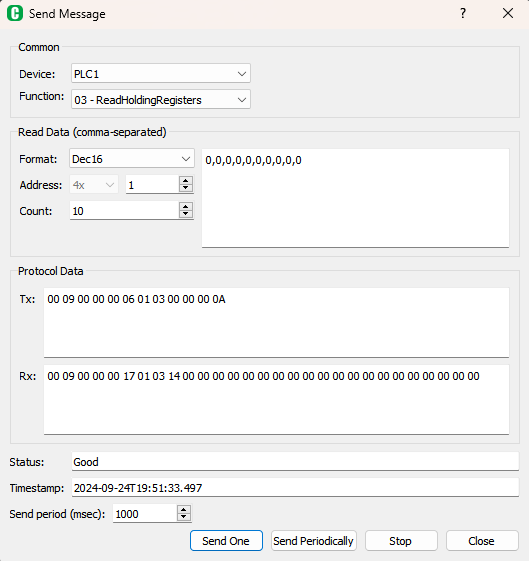 Send Message
Common
Device: PLC1
Function: 03 - ReadHoldingRegisters
Read Data (comma-separated)
Format: Dec16
0,0,0,0,0,0,0,0,0,0
Address: 4x 1
Count: 10
Protocol Data
Tx: 00 09 00 00 00 06 01 03 00 00 00 0A
Rx: 00 09 00 00 00 17 01 03 14 00 00 00 00 00 00 00 00 00 00 00 00 00 00 00 00 00 00 00 00
Status: Good
Timestamp: 2024-09-24T19:51:33.497
Send period (msec): 1000
Send One
Send Periodically
Stop
Close